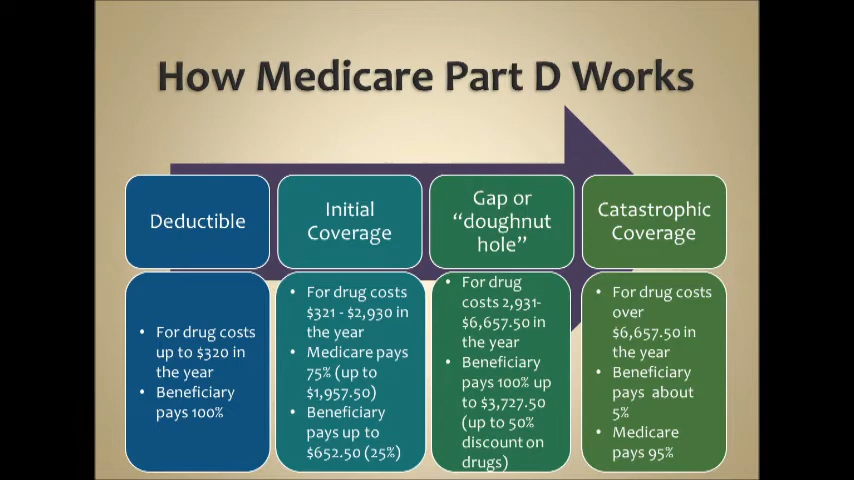 How Medicare Part D Works
Deductible
Initial
Coverage
Gap or
“doughnut
hole”
Catastrophic
Coverage
• For drug costs
up to $320 in
the year
• Beneficiary
pays 100%
• For drug costs
$321 - $2,930 in
the year
• Medicare pays
75% (up to
$1,957.50)
• Beneficiary
pays up to
$652.50 (25%)
• For drug
costs 2,931-
$6,657.50 in
the year
• Beneficiary
pays 100% up
to $3,727.50
(up to 50%
discount on
drugs)
• For drug costs
over
$6,657.50 in
the year
• Beneficiary
pays about
5%
• Medicare
pays 95%